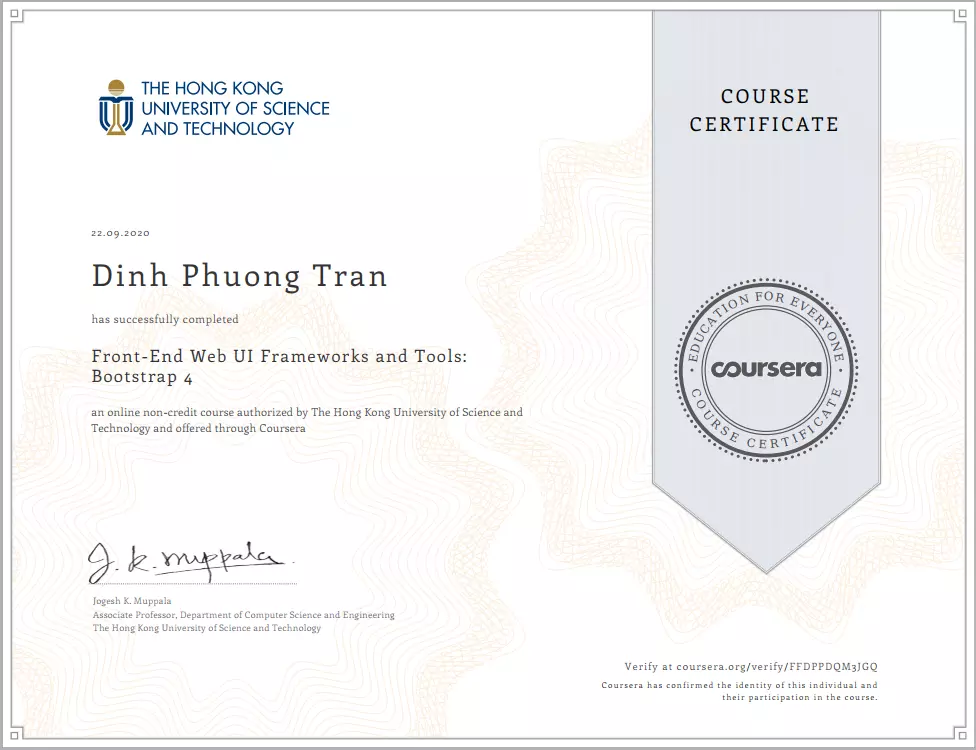 THE HONG KONG
UNIVERSITY OF SCIENCE
AND TECHNOLOGY
COURSE
CERTIFICATE
22.09.2020
Dinh Phuong Tran
has successfully completed
Front-End Web UI Frameworks and Tools:
Bootstrap 4
an online non-credit course authorized by The Hong Kong University of Science and
Technology and offered through Coursera
EDUCATION FOR EVERYONE
coursera
COURSE CERTIFICATE
J. K. Muppala
Jogesh K. Muppala
Associate Professor, Department of Computer Science and Engineering
The Hong Kong University of Science and Technology
Verify at coursera.org/verify/FFDPPDQM3JGQ
Coursera has confirmed the identity of this individual and
their participation in the course.